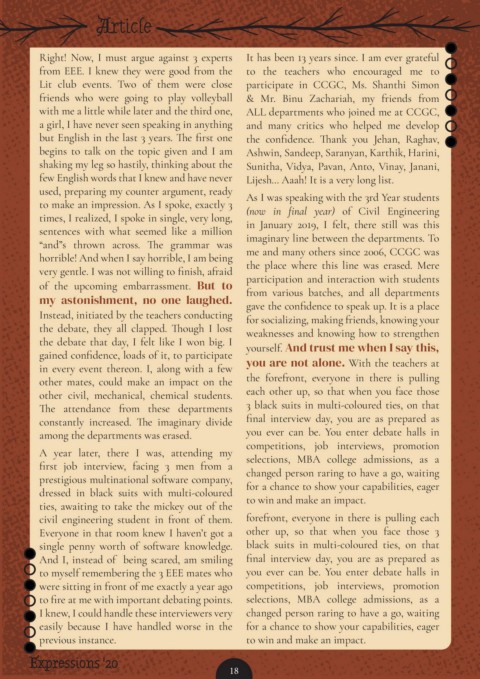 Article
Right! Now, I must argue against 3 experts
from EEE. I knew they were good from the
Lit club events. Two of them were close
friends who were going to play volleyball
with me a little while later and the third one,
a girl, I have never seen speaking in anything
but English in the last 3 years. The first one
begins to talk on the topic given and I am
shaking my leg so hastily, thinking about the
few English words that I knew and have never
used, preparing my counter argument, ready
to make an impression. As I spoke, exactly 3
times, I realized, I spoke in single, very long,
sentences with what seemed like a million
“and”s thrown across. The grammar was
horrible! And when I say horrible, I am being
very gentle. I was not willing to finish, afraid
of the upcoming embarrassment. But to
my astonishment, no one laughed.
Instead, initiated by the teachers conducting
the debate, they all clapped. Though I lost
the debate that day, I felt like I won big. I
gained confidence, loads of it, to participate
in every event thereon. I, along with a few
other mates, could make an impact on the
other civil, mechanical, chemical students.
The attendance from these departments
constantly increased. The imaginary divide
among the departments was erased.
A year later, there I was, attending my
first job interview, facing 3 men from a
prestigious multinational software company,
dressed in black suits with multi-coloured
ties, awaiting to take the mickey out of the
civil engineering student in front of them.
Everyone in that room knew I haven’t got a
single penny worth of software knowledge.
And I, instead of being scared, am smiling
to myself remembering the 3 EEE mates who
were sitting in front of me exactly a year ago
to fire at me with important debating points.
I knew, I could handle these interviewers very
easily because I have handled worse in the
previous instance.
It has been 13 years since. I am ever grateful
to the teachers who encouraged me to
participate in CCGC, Ms. Shanthi Simon
& Mr. Binu Zachariah, my friends from
ALL departments who joined me at CCGC,
and many critics who helped me develop
the confidence. Thank you Jehan, Raghav,
Ashwin, Sandeep, Saranyan, Karthik, Harini,
Sunitha, Vidya, Pavan, Anto, Vinay, Janani,
Lijesh... Aaah! It is a very long list.
As I was speaking with the 3rd Year students
(now in final year) of Civil Engineering
in January 2019, I felt, there still was this
imaginary line between the departments. To
me and many others since 2006, CCGC was
the place where this line was erased. Mere
participation and interaction with students
from various batches, and all departments
gave the confidence to speak up. It is a place
for socializing, making friends, knowing your
weaknesses and knowing how to strengthen
yourself. And trust me when I say this,
you are not alone. With the teachers at
the forefront, everyone in there is pulling
each other up, so that when you face those
3 black suits in multi-coloured ties, on that
final interview day, you are as prepared as
you ever can be. You enter debate halls in
competitions, job interviews, promotion
selections, MBA college admissions, as a
changed person raring to have a go, waiting
for a chance to show your capabilities, eager
to win and make an impact.
forefront, everyone in there is pulling each
other up, so that when you face those 3
black suits in multi-coloured ties, on that
final interview day, you are as prepared as
you ever can be. You enter debate halls in
competitions, job interviews, promotion
selections, MBA college admissions, as a
changed person raring to have a go, waiting
for a chance to show your capabilities, eager
to win and make an impact.
Expressions '20
18